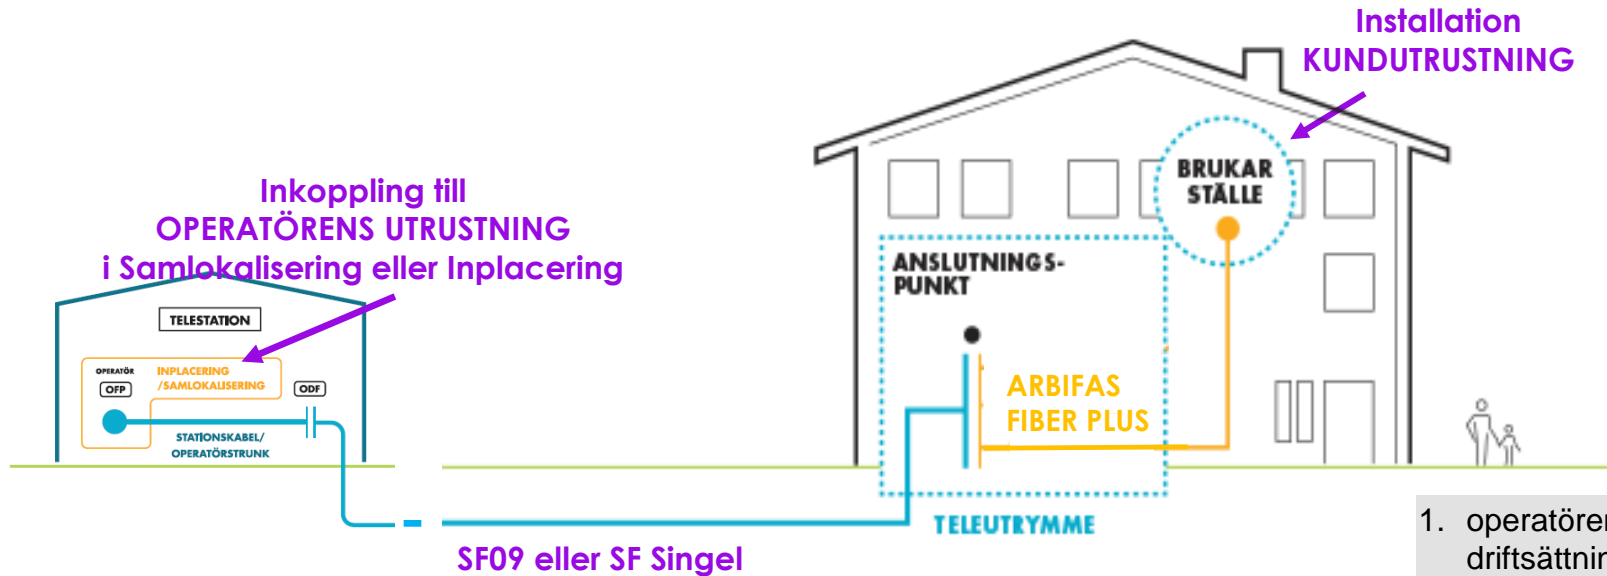 Installation
KUNDUTRUSTNING
Inkoppling till
OPERATÖRENS UTRUSTNING
i Samlokalisering eller Inplacering
BRUKAR
STÄLLE
ANSLUTNINGS-
PUNKT
TELESTATION
OPERATÖR
INPLACERING
/SAMLOKALISERING
OFP
ODF
ARBIFAS
FIBER PLUS
STATIONSKABEL/
OPERATÖRSTRUNK
TELEUTRYMME
SF09 eller SF Singel
1. operatören
driftsättnin